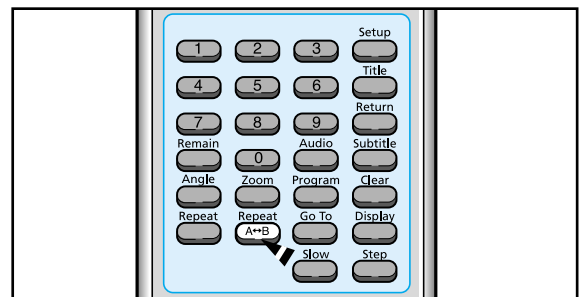 Setup
1 2 3
Title
4 5 6
Return
7 8 9
Remain Audio Subtitle
0
Angle Zoom Program Clear
Repeat Repeat Go To Display
A↔B
Slow Step